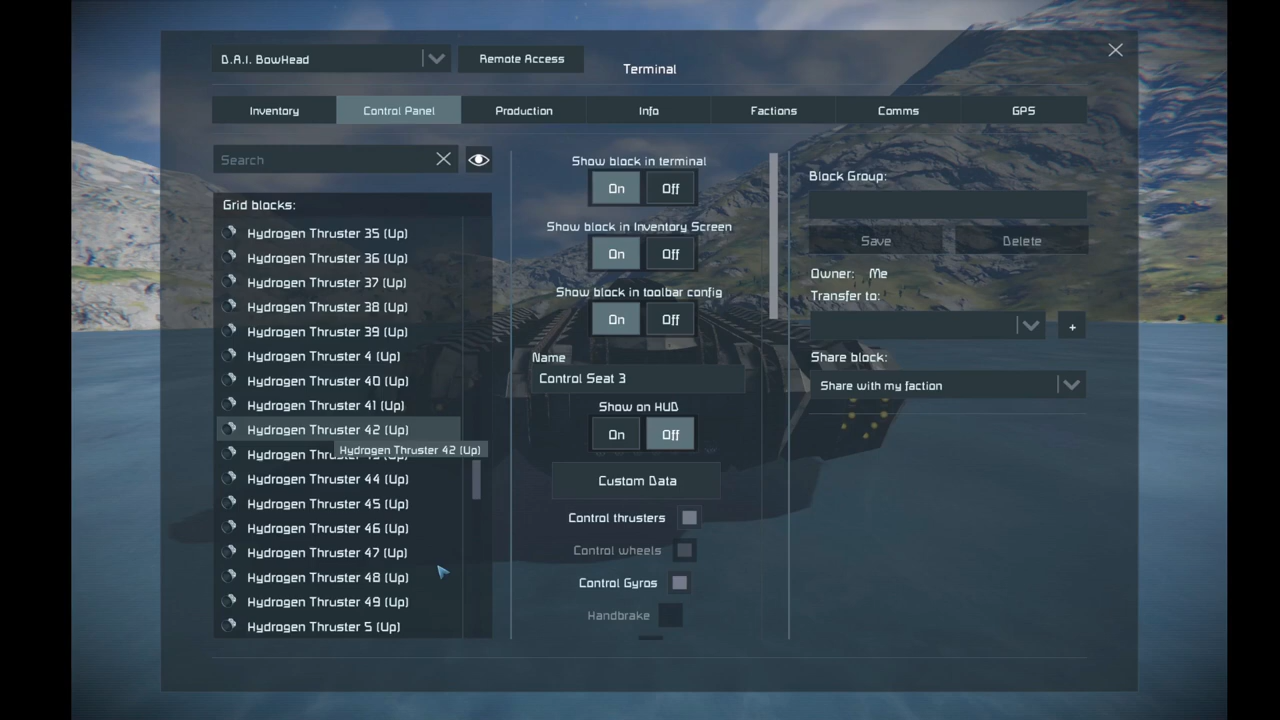 D.A.I. BowHead
Remote Access
Terminal
Inventory
Control Panel
Production
Info
Factions
Comms
GPS
Search
Grid blocks:
Hydrogen Thruster 35 (Up)
Hydrogen Thruster 36 (Up)
Hydrogen Thruster 37 (Up)
Hydrogen Thruster 38 (Up)
Hydrogen Thruster 39 (Up)
Hydrogen Thruster 4 (Up)
Hydrogen Thruster 40 (Up)
Hydrogen Thruster 41 (Up)
Hydrogen Thruster 42 (Up)
Hydrogen Thruster 42 (Up)
Hydrogen
Hydrogen Thruster 44 (Up)
Hydrogen Thruster 45 (Up)
Hydrogen Thruster 46 (Up)
Hydrogen Thruster 47 (Up)
Hydrogen Thruster 48 (Up)
Hydrogen Thruster 49 (Up)
Hydrogen Thruster 5 (Up)
Show block in terminal
On Off
Show block in Inventory Screen
On Off
Show block in toolbar config
On Off
Name
Control Seat 3
Show on HUD
On Off
Custom Data
Control thrusters
Control wheels
Control Gyros
Handbrake
Block Group:
Save Delete
Owner: Me
Transfer to:
+
Share block:
Share with my faction